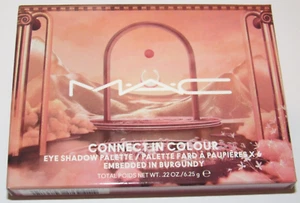 MAC
CONNECT IN COLOUR
EYE SHADOW PALETTE / PALETTE FARD À PAUPIÈRES X 6
EMBEDDED IN BURGUNDY
TOTAL POIDS NET WT. .22 OZ./6.25 g ℮